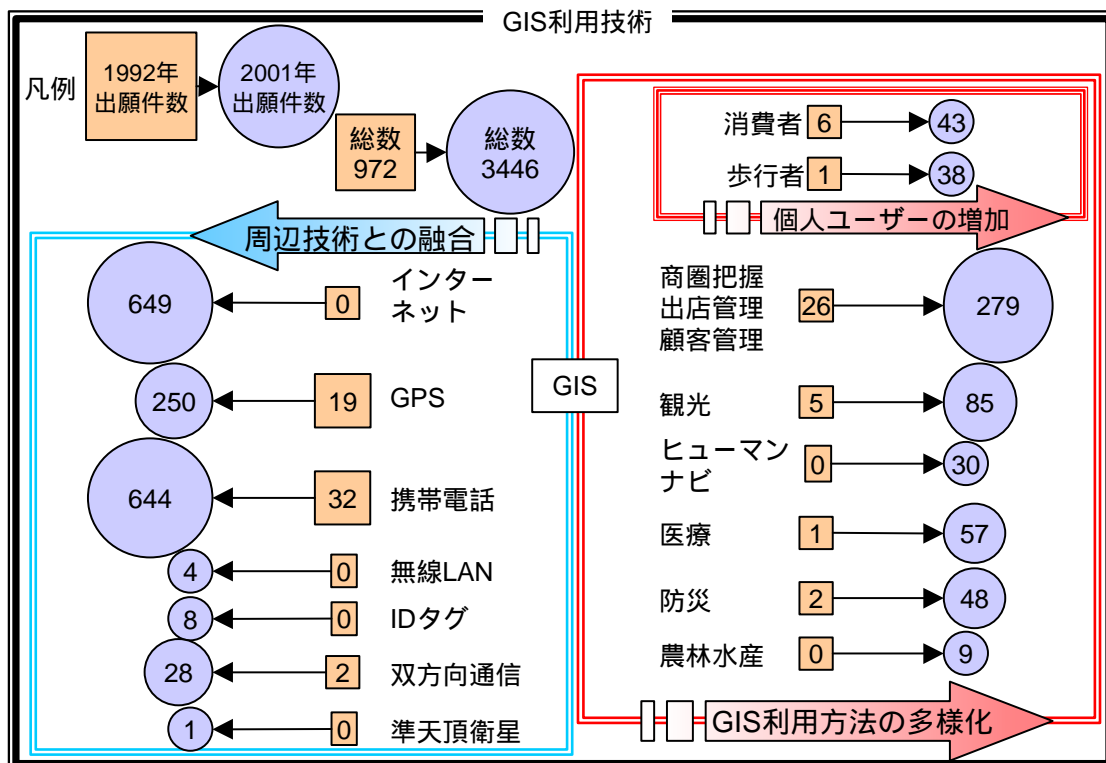 GIS利用技術
凡例
1992年
出願件数
2001年
出願件数
総数
972
総数
3446
周辺技術との融合
649
0
インター
ネット
250
19
GPS
644
32
携帯電話
4
0
無線LAN
8
0
IDタグ
28
2
双方向通信
1
0
準天頂衛星
GIS
消費者
6
43
歩行者
1
38
個人ユーザーの増加
商圏把握
出店管理
顧客管理
26
279
観光
5
85
ヒューマン
ナビ
0
30
医療
1
57
防災
2
48
農林水産
0
9
GIS利用方法の多様化